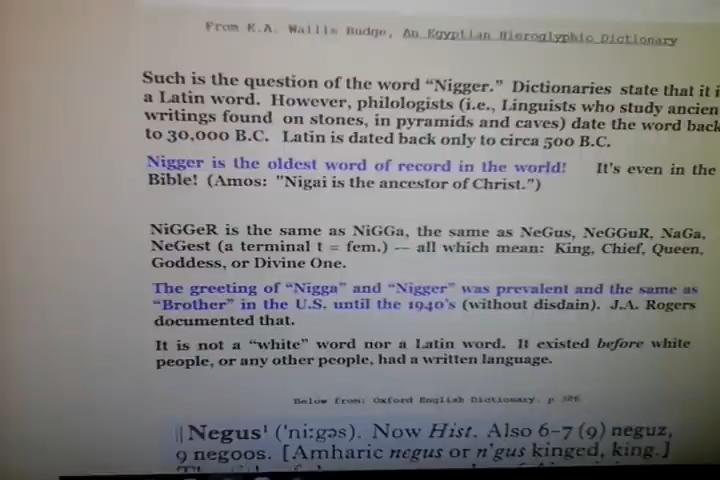 From E.A. Wallis Budge, An Egyptian Hieroglyphic Dictionary
Such is the question of the word “Nigger.” Dictionaries state that it i
a Latin word. However, philologists (i.e., Linguists who study ancien
writings found on stones, in pyramids and caves) date the word back
to 30,000 B.C. Latin is dated back only to circa 500 B.C.
Nigger is the oldest word of record in the world! It's even in the
Bible! (Amos: "Nigai is the ancestor of Christ.”)
NiGGeR is the same as NiGGa, the same as NeGus, NeGGuR, NaGa,
NeGest (a terminal t = fem.) -- all which mean: King, Chief, Queen,
Goddess, or Divine One.
The greeting of “Nigga” and “Nigger” was prevalent and the same as
“Brother” in the U.S. until the 1940’s (without disdain). J.A. Rogers
documented that.
It is not a “white” word nor a Latin word. It existed before white
people, or any other people, had a written language.
Below from: Oxford English Dictionary, p
|| Negus¹ ('ni:gəs). Now Hist. Also 6–7 (9) neguz,
9 negoos. [Amharic negus or n'gus kinged, king.]